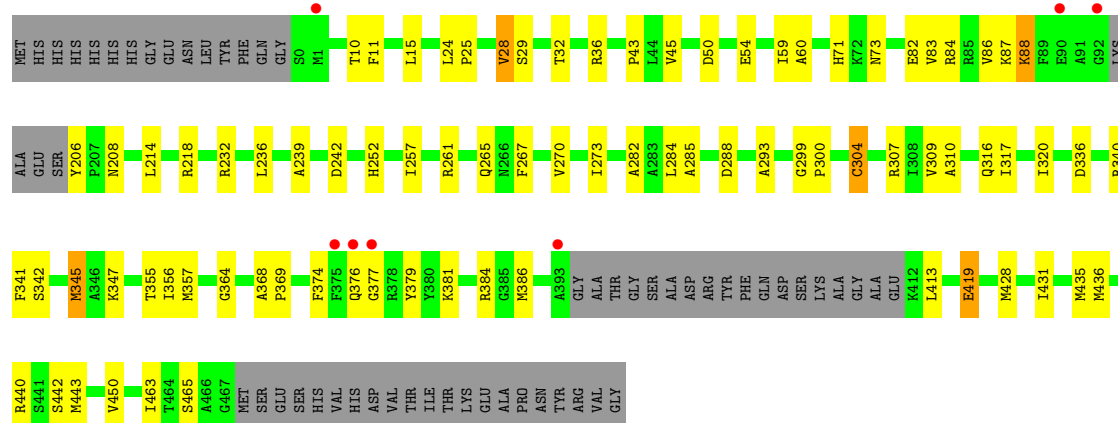 MET HIS HIS HIS HIS HIS HIS GLY GLU ASN LEU TYR PHE GLN GLY S0 M1 T10 F11 L15 L24 P25 V28 S29 T32 R36 P43 L44 V45 D50 E54 I59 A60 H71 K72 N73 E82 V83 R84 R85 V86 K87 K88 F89 E90 A91 G92 LYS
ALA GLU SER Y206 P207 N208 L214 R218 R232 L236 A239 D242 H252 I257 R261 Q265 N266 F267 V270 I273 A282 A283 L284 A285 D288 A293 G299 P300 C304 R307 I308 V309 A310 Q316 I317 I320 D336 R340
F341 S342 M345 A346 K347 T355 I356 M357 G364 A368 P369 F374 F375 Q376 G377 R378 Y379 Y380 K381 R384 G385 M386 A393 GLY ALA THR GLY SER ALA ASP ARG TYR PHE GLN ASP SER LYS ALA GLY ALA GLU K412 L413 E419 M428 I431 M435 M436
R440 S441 S442 M443 V450 I463 T464 S465 A466 G467 MET SER GLU SER HIS VAL HIS ASP VAL THR ILE THR LYS GLU ALA PRO ASN TYR ARG VAL GLY